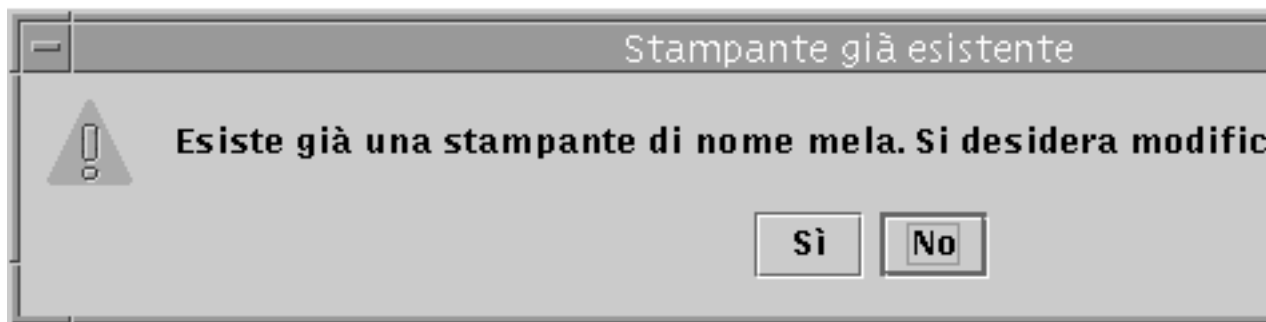 Stampante già esistente
Esiste già una stampante di nome mela. Si desidera modific
Sì
No